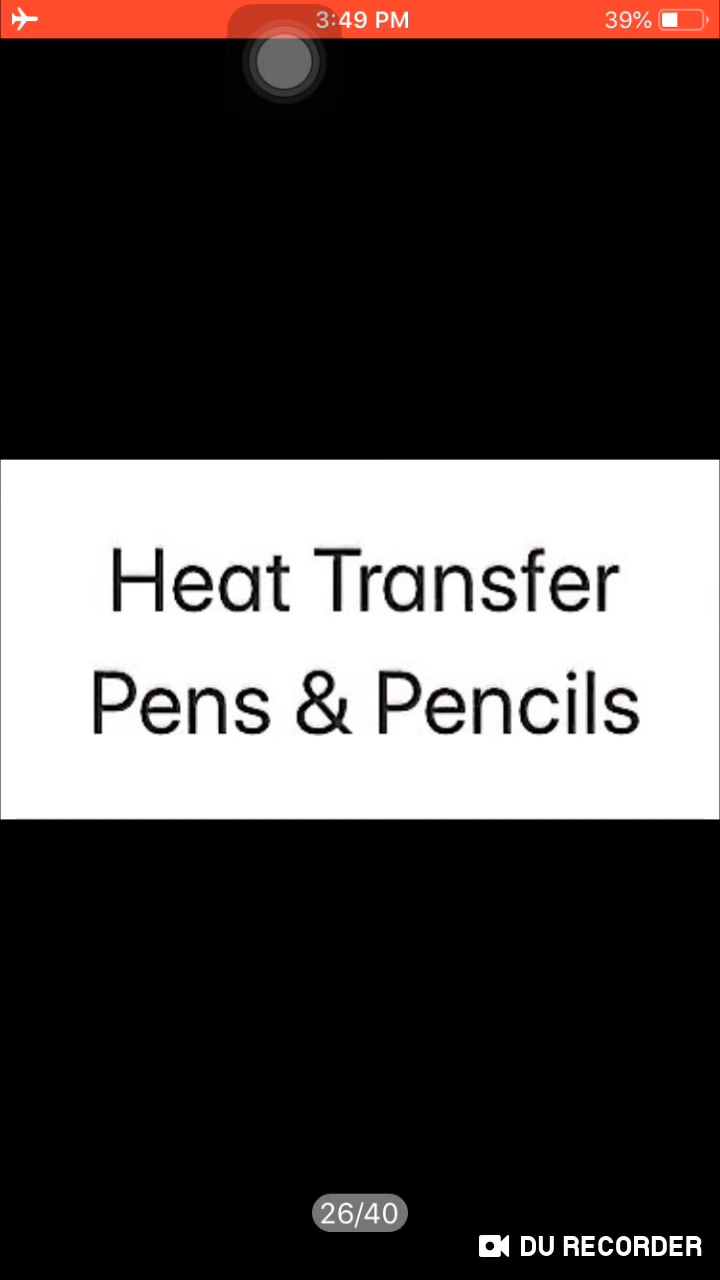 3:49 PM
39%
Heat Transfer
Pens & Pencils
26/40
DU RECORDER